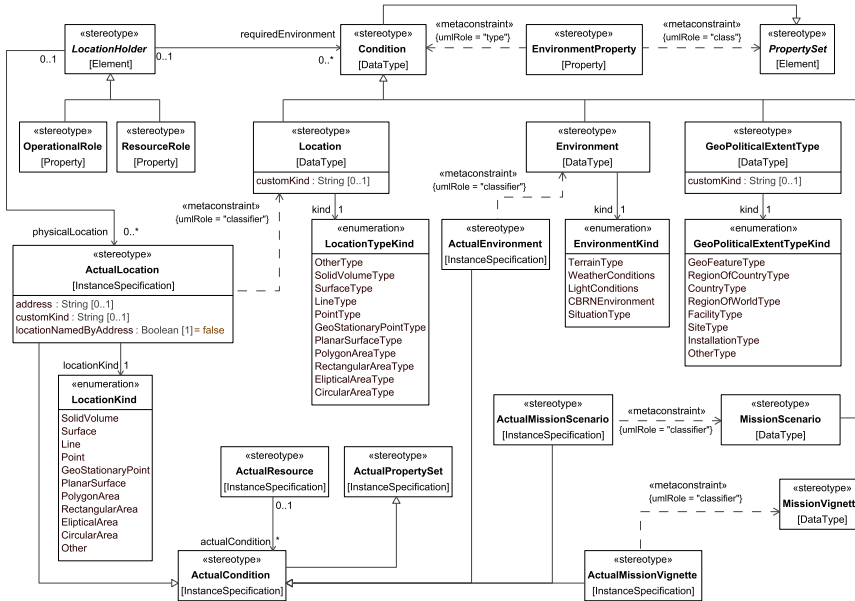 «stereotype»
LocationHolder
[Element]
0..1
0..1
requiredEnvironment
0..*
«stereotype»
Condition
[DataType]
«metaconstraint»
{umlRole = "type"}
«stereotype»
EnvironmentProperty
[Property]
«metaconstraint»
{umlRole = "class"}
«stereotype»
PropertySet
[Element]
«stereotype»
OperationalRole
[Property]
«stereotype»
ResourceRole
[Property]
«stereotype»
Location
[DataType]
customKind : String [0..1]
«stereotype»
Environment
[DataType]
«stereotype»
GeoPoliticalExtentType
[DataType]
customKind : String [0..1]
«metaconstraint»
{umlRole = "classifier"}
«metaconstraint»
{umlRole = "classifier"}
kind 1
kind 1
kind 1
physicalLocation 0..*
«stereotype»
ActualLocation
[InstanceSpecification]
address : String [0..1]
customKind : String [0..1]
locationNamedByAddress : Boolean [1] = false
«enumeration»
LocationTypeKind
OtherType
SolidVolumeType
SurfaceType
LineType
PointType
GeoStationaryPointType
PlanarSurfaceType
PolygonAreaType
RectangularAreaType
ElipticalAreaType
CircularAreaType
«stereotype»
ActualEnvironment
[InstanceSpecification]
«enumeration»
EnvironmentKind
TerrainType
WeatherConditions
LightConditions
CBRNEnvironment
SituationType
«enumeration»
GeoPoliticalExtentTypeKind
GeoFeatureType
RegionOfCountryType
CountryType
RegionOfWorldType
FacilityType
SiteType
InstallationType
OtherType
locationKind 1
«enumeration»
LocationKind
SolidVolume
Surface
Line
Point
GeoStationaryPoint
PlanarSurface
PolygonArea
RectangularArea
ElipticalArea
CircularArea
Other
«stereotype»
ActualMissionScenario
[InstanceSpecification]
«metaconstraint»
{umlRole = "classifier"}
«stereotype»
MissionScenario
[DataType]
«stereotype»
ActualResource
[InstanceSpecification]
0..1
«stereotype»
ActualPropertySet
[InstanceSpecification]
«metaconstraint»
{umlRole = "classifier"}
«stereotype»
MissionVignette
[DataType]
actualCondition *
«stereotype»
ActualCondition
[InstanceSpecification]
«stereotype»
ActualMissionVignette
[InstanceSpecification]